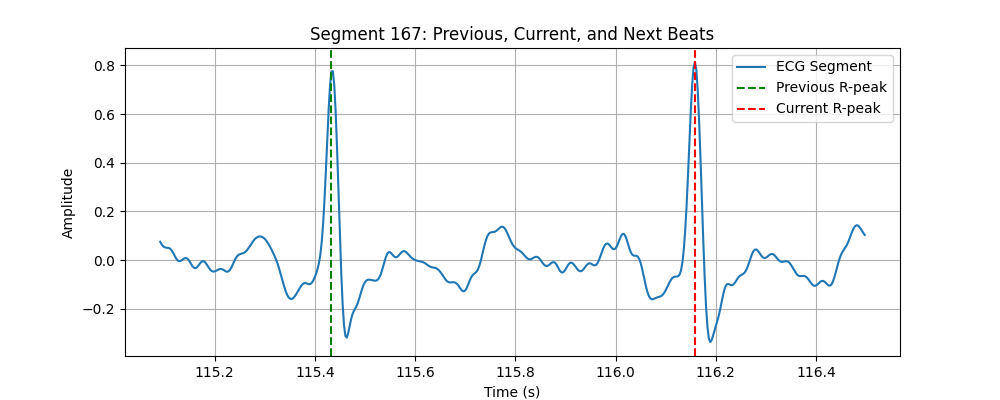 Segment 167: Previous, Current, and Next Beats
ECG Segment
Previous R-peak
Current R-peak
Amplitude
0.8
0.6
0.4
0.2
0.0
−0.2
115.2 115.4 115.6 115.8 116.0 116.2 116.4
Time (s)